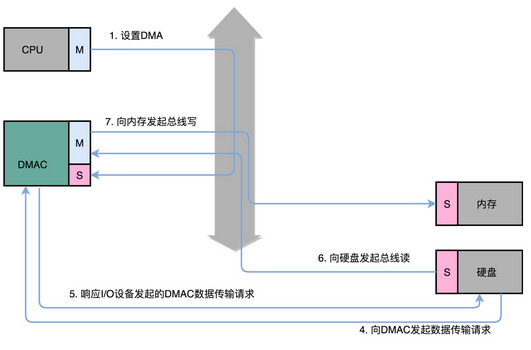 1. 设置DMA
CPU
M
7. 向内存发起总线写
M
DMAC
S
S
内存
6. 向硬盘发起总线读
S
硬盘
5. 响应I/O设备发起的DMAC数据传输请求
4. 向DMAC发起数据传输请求